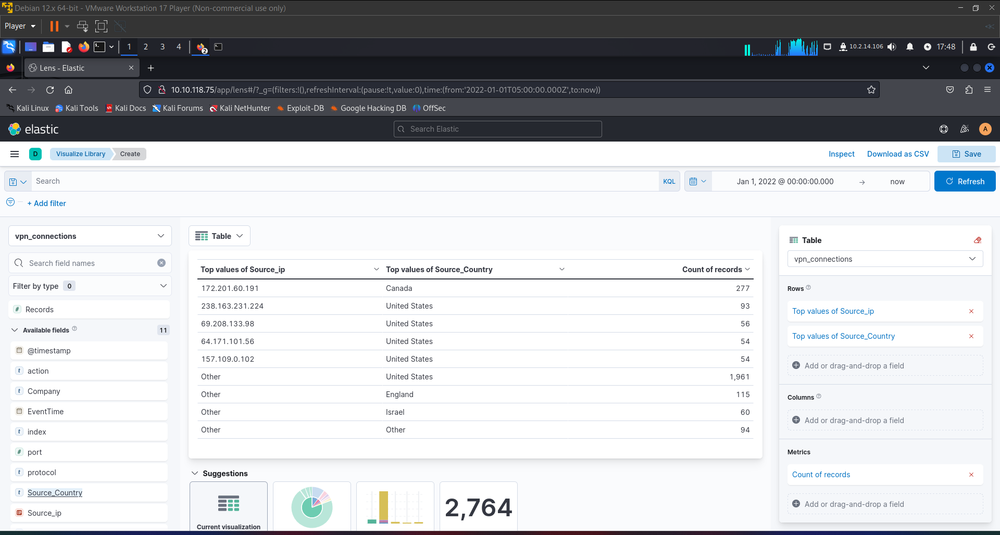 Debian 12.x 64-bit - VMware Workstation 17 Player (Non-commercial use only)
Player
1 2 3 4 2 10.2.14.106 17:48
Lens - Elastic
10.10.118.75/app/lens#/?_g=(filters:!(),refreshInterval:(pause:!t,value:0),time:(from:'2022-01-01T05:00:00.000Z',to:now))
Kali Linux Kali Tools Kali Docs Kali Forums Kali NetHunter Exploit-DB Google Hacking DB OffSec
elastic Search Elastic A
D Visualize Library Create Inspect Download as CSV Save
Search KQL Jan 1, 2022 @ 00:00:00.000 → now Refresh
+ Add filter
vpn_connections
Search field names
Filter by type 0
Records
Available fields 11
@timestamp
action
Company
EventTime
index
port
protocol
Source_Country
Source_ip
Table
Top values of Source_ip Top values of Source_Country Count of records
172.201.60.191 Canada 277
238.163.231.224 United States 93
69.208.133.98 United States 56
64.171.101.56 United States 54
157.109.0.102 United States 54
Other United States 1,961
Other England 115
Other Israel 60
Other Other 94
Suggestions
Current visualization
2,764
Table
vpn_connections
Rows
Top values of Source_ip
Top values of Source_Country
Add or drag-and-drop a field
Columns
Add or drag-and-drop a field
Metrics
Count of records
Add or drag-and-drop a field